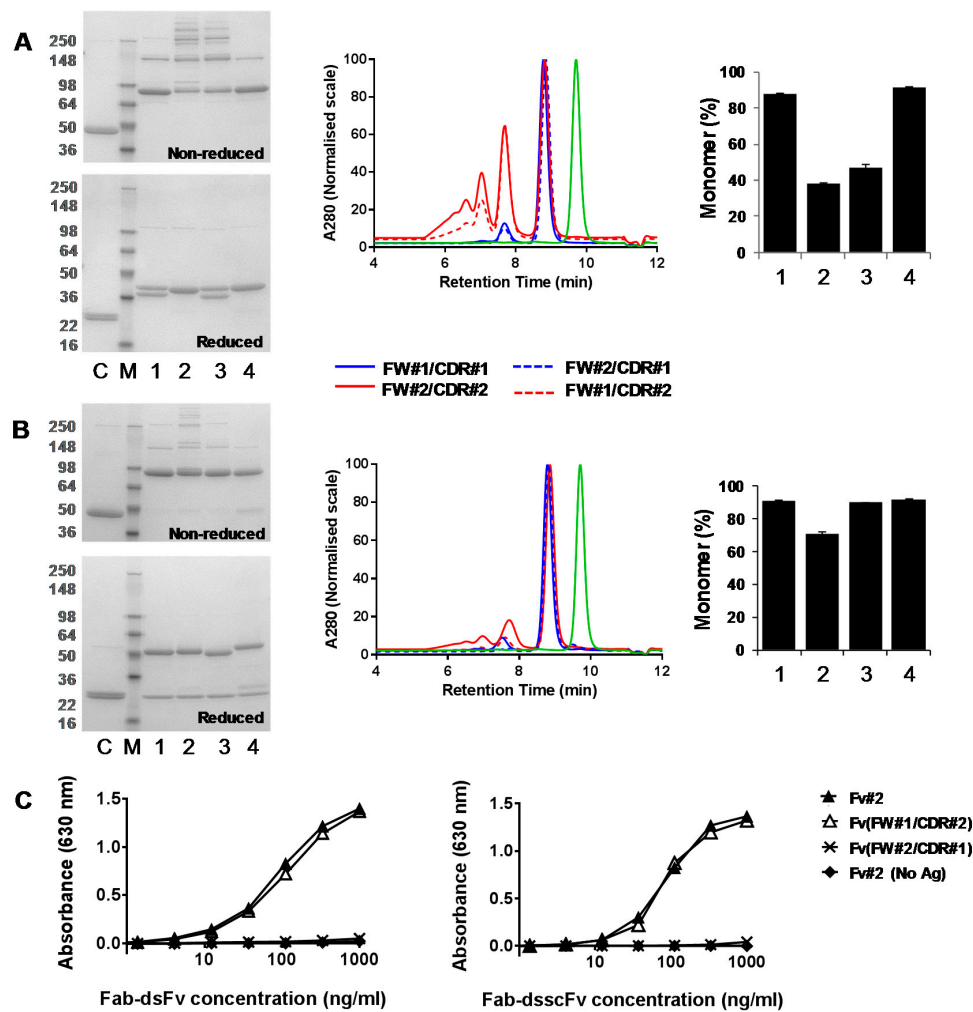 A
250
148
98
64
50
36
Non-reduced
250
148
98
64
50
36
22
16
Reduced
C M 1 2 3 4
A280 (Normalised scale)
100
80
60
40
20
0
4 6 8 10 12
Retention Time (min)
Monomer (%)
100
80
60
40
20
0
1 2 3 4
FW#1/CDR#1 FW#2/CDR#1
FW#2/CDR#2 FW#1/CDR#2
B
250
148
98
64
50
36
Non-reduced
250
148
98
64
50
36
22
16
Reduced
C M 1 2 3 4
A280 (Normalised scale)
100
80
60
40
20
0
4 6 8 10 12
Retention Time (min)
Monomer (%)
100
80
60
40
20
0
1 2 3 4
C
Absorbance (630 nm)
1.5
1.0
0.5
0.0
10 100 1000
Fab-dsFv concentration (ng/ml)
Absorbance (630 nm)
1.5
1.0
0.5
0.0
10 100 1000
Fab-dsscFv concentration (ng/ml)
Fv#2
Fv(FW#1/CDR#2)
Fv(FW#2/CDR#1)
Fv#2 (No Ag)